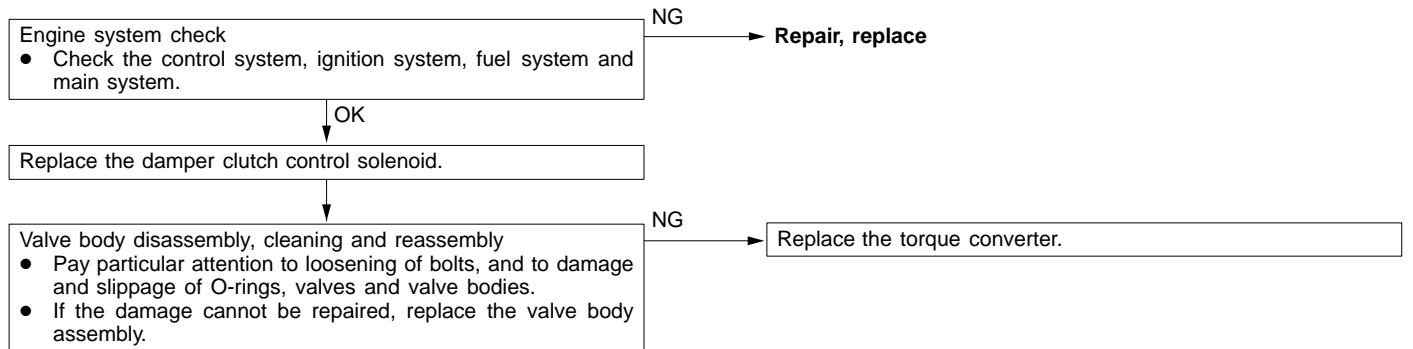 Engine system check
● Check the control system, ignition system, fuel system and
main system.
NG
Repair, replace
OK
Replace the damper clutch control solenoid.
Valve body disassembly, cleaning and reassembly
● Pay particular attention to loosening of bolts, and to damage
and slippage of O-rings, valves and valve bodies.
● If the damage cannot be repaired, replace the valve body
assembly.
NG
Replace the torque converter.